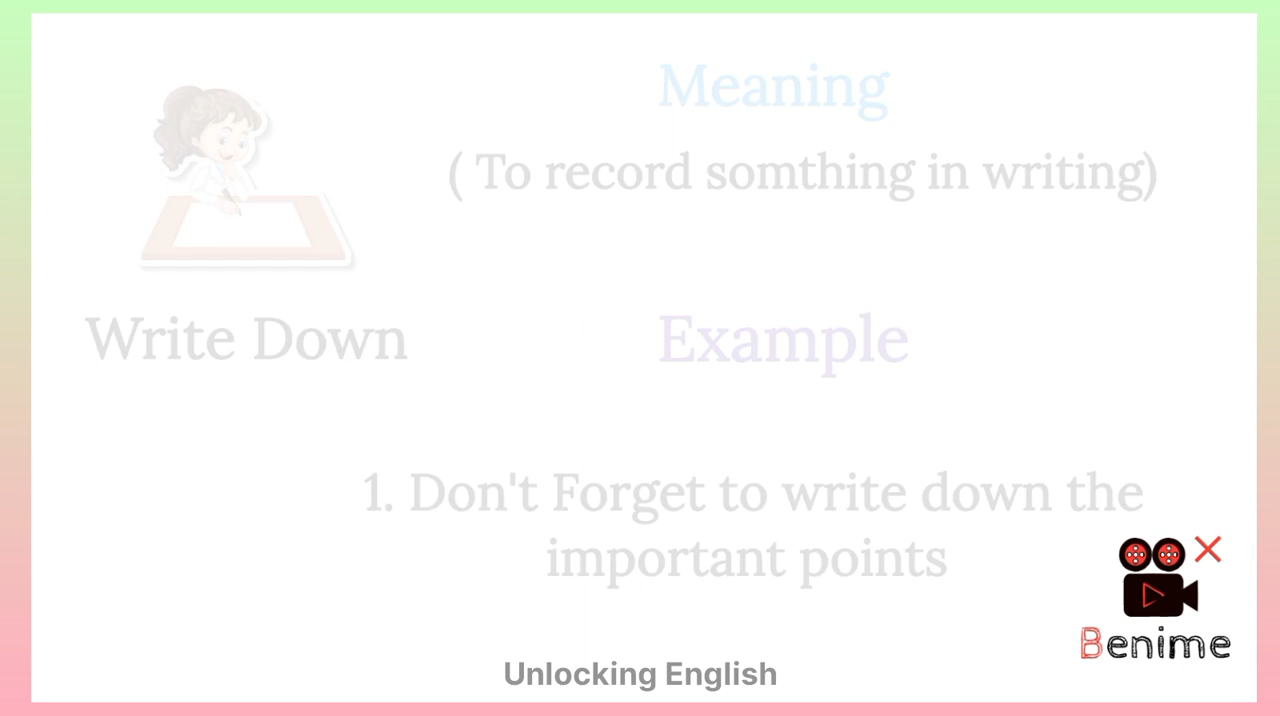 Meaning
( To record somthing in writing)
Write Down
Example
1. Don't Forget to write down the
important points
Benime
Unlocking English